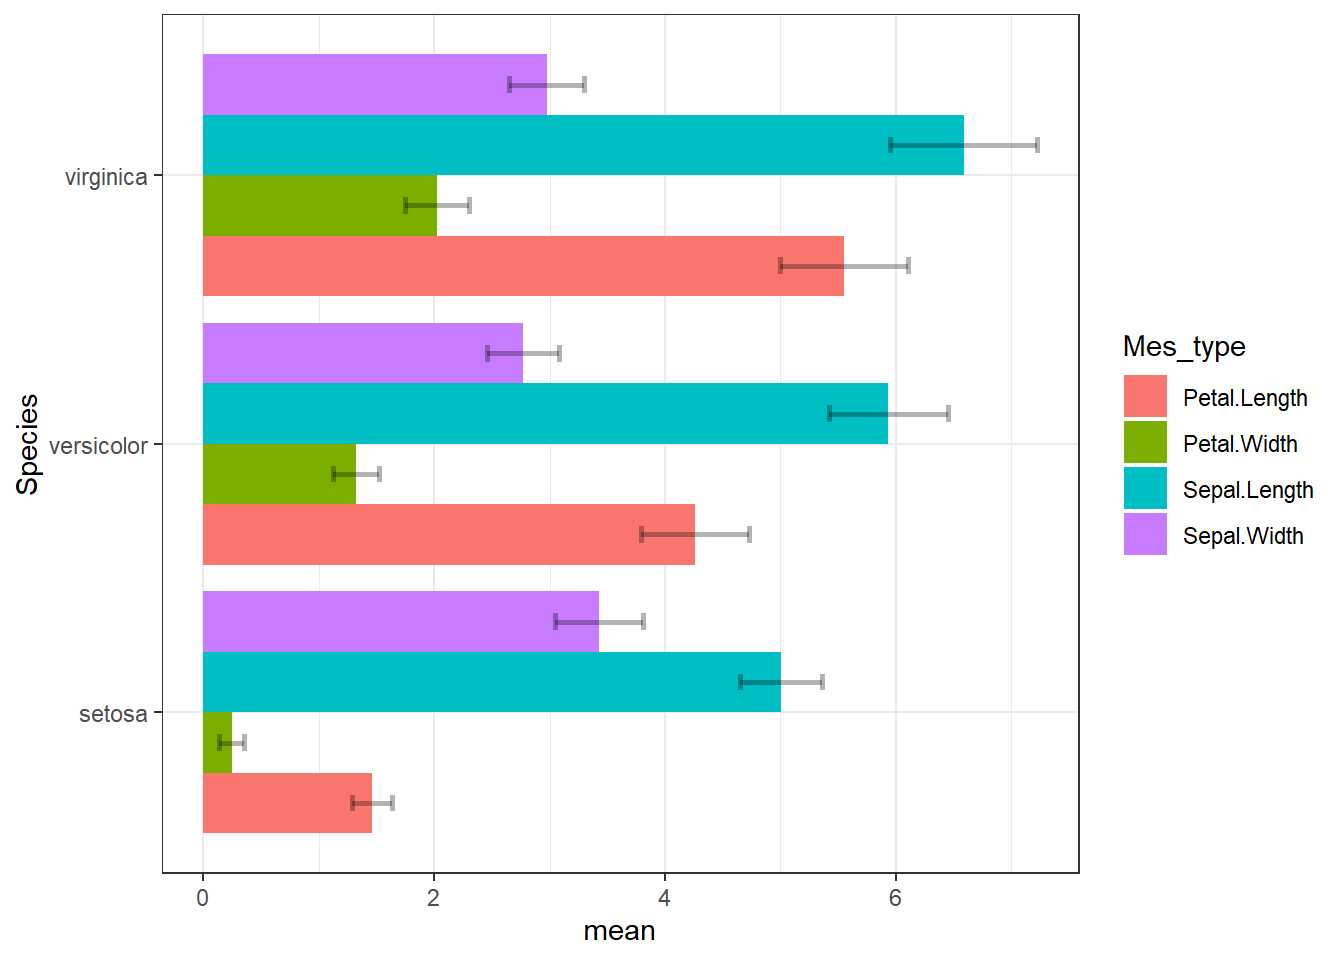 virginica
versicolor
setosa
Species
0 2 4 6
mean
Mes_type
Petal.Length
Petal.Width
Sepal.Length
Sepal.Width